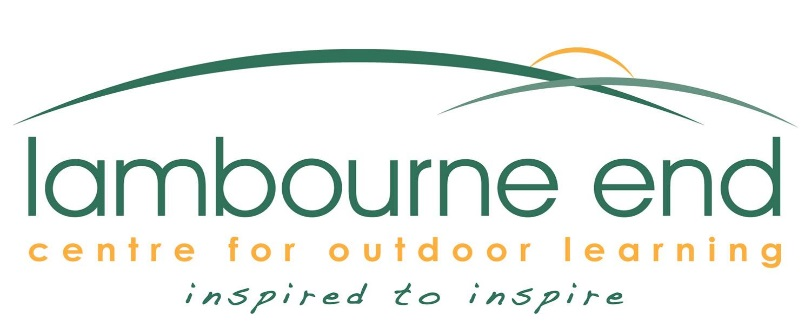 lambourne end
centre for outdoor learning
inspired to inspire